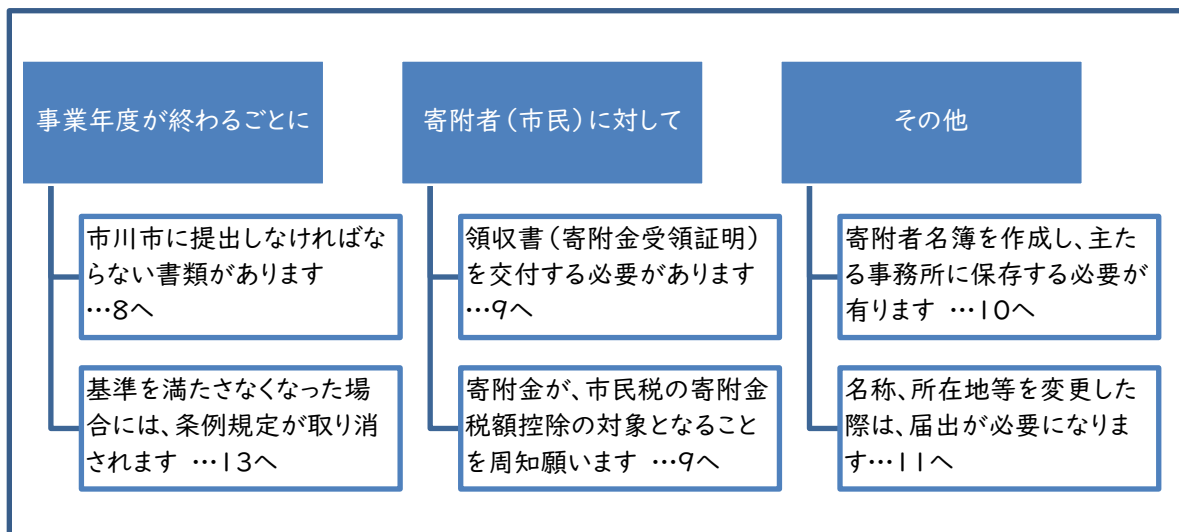 事業年度が終わるごとに
市川市に提出しなければな
らない書類があります
…8へ
基準を満たさなくなった場
合には、条例規定が取り消
されます …13へ
寄附者(市民)に対して
領収書(寄附金受領証明)
を交付する必要があります
…9へ
寄附金が、市民税の寄附金
税額控除の対象となること
を周知願います …9へ
その他
寄附者名簿を作成し、主た
る事務所に保存する必要が
有ります …10へ
名称、所在地等を変更した
際は、届出が必要になりま
す…11へ